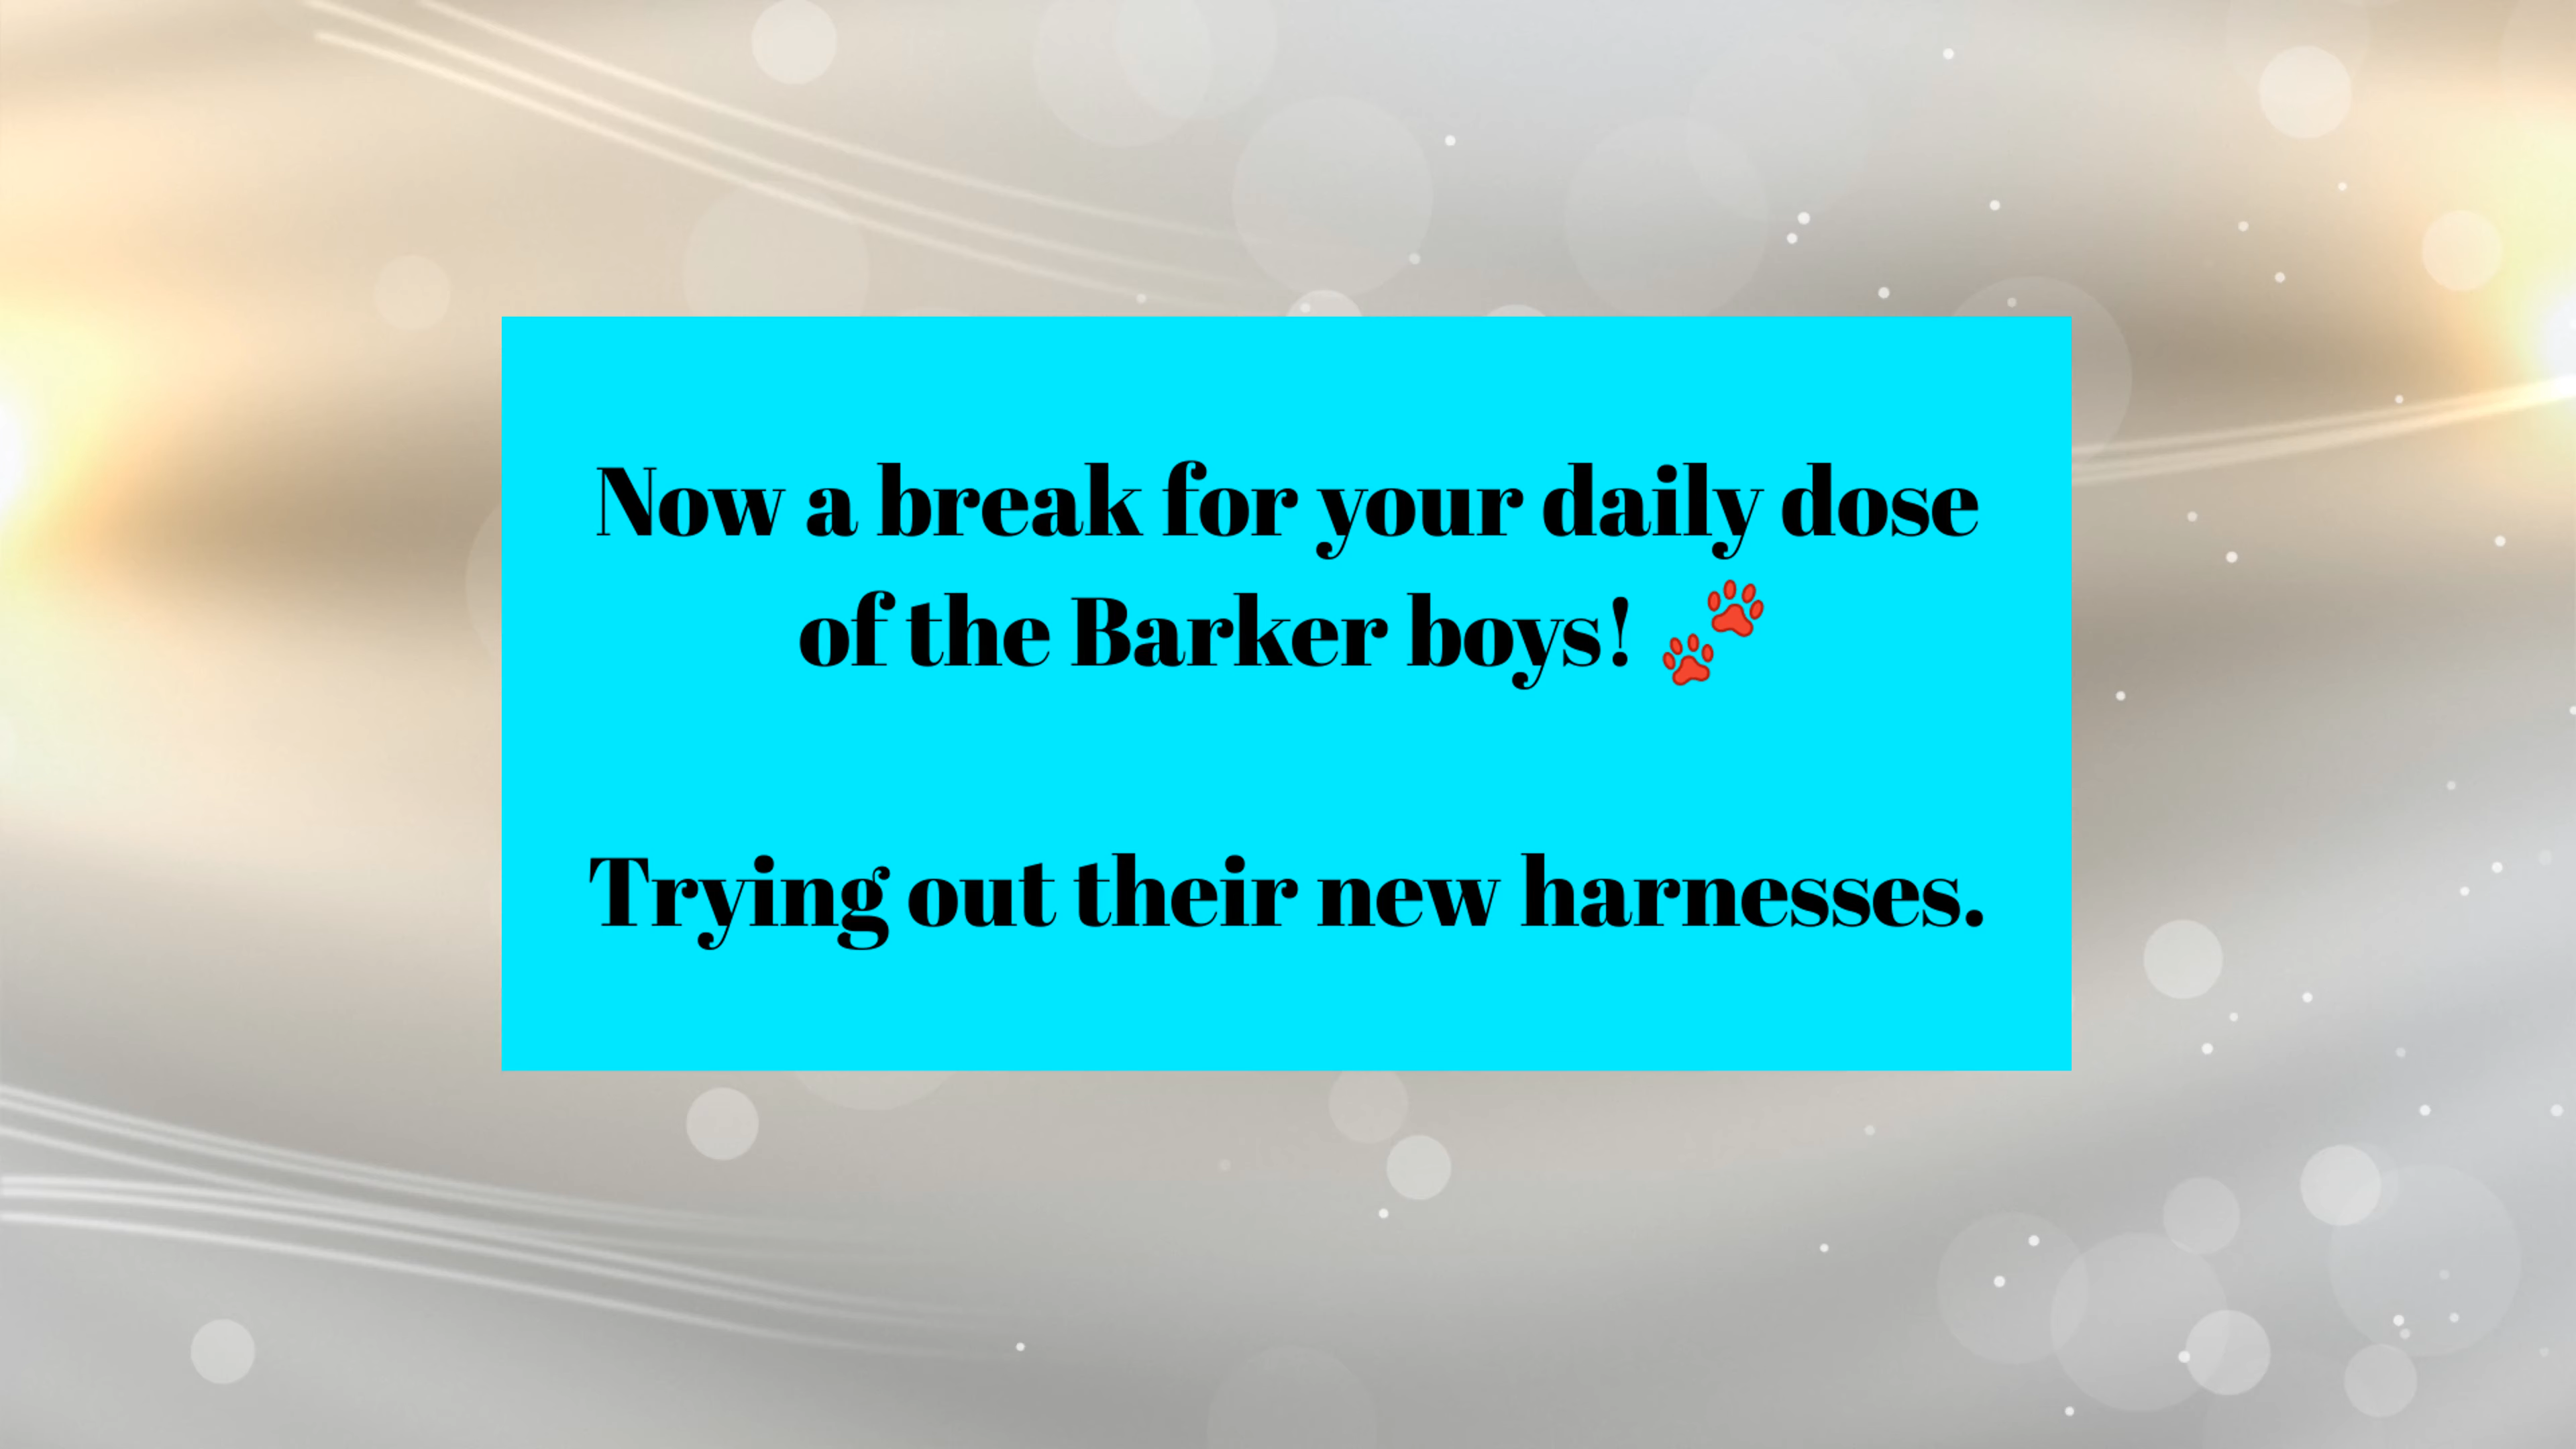 Now a break for your daily dose
of the Barker boys! 🐾
Trying out their new harnesses.